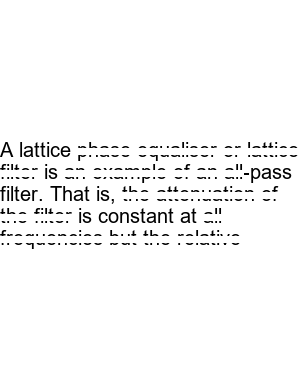 A lattice phase equaliser or lattice
filter is an example of an all-pass
filter. That is, the attenuation of
the filter is constant at all
frequencies but the relative